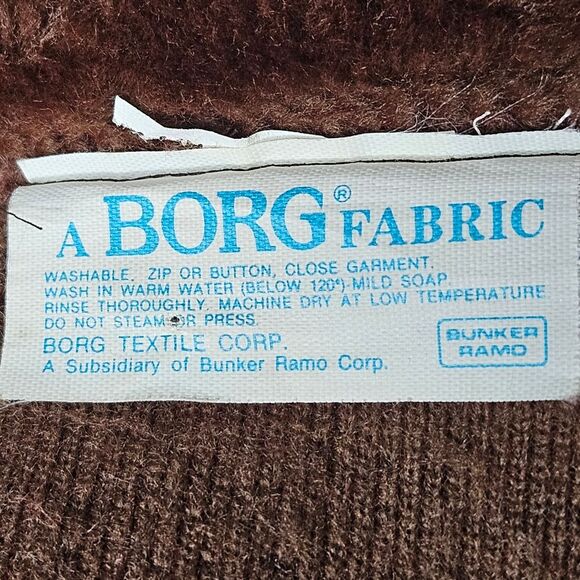 A BORG® FABRIC
WASHABLE, ZIP OR BUTTON, CLOSE GARMENT.
WASH IN WARM WATER (BELOW 120°)-MILD SOAP
RINSE THOROUGHLY. MACHINE DRY AT LOW TEMPERATURE
DO NOT STEAM OR PRESS
BORG TEXTILE CORP.
A Subsidiary of Bunker Ramo Corp.
BUNKER
RAMO